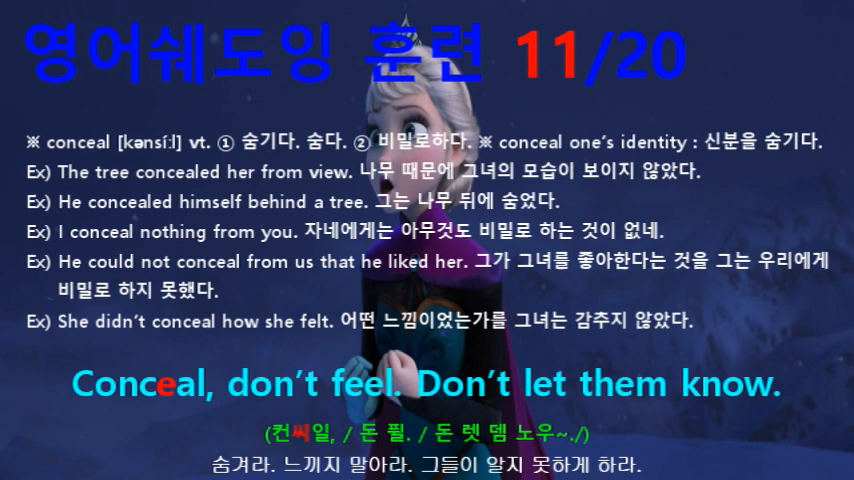 영어쉐도잉 훈련 11/20
※ conceal [kənsíːl] vt. ① 숨기다. 숨다. ② 비밀로하다. ※ conceal one's identity : 신분을 숨기다.
Ex) The tree concealed her from view. 나무 때문에 그녀의 모습이 보이지 않았다.
Ex) He concealed himself behind a tree. 그는 나무 뒤에 숨었다.
Ex) I conceal nothing from you. 자네에게는 아무것도 비밀로 하는 것이 없네.
Ex) He could not conceal from us that he liked her. 그가 그녀를 좋아한다는 것을 그는 우리에게
비밀로 하지 못했다.
Ex) She didn't conceal how she felt. 어떤 느낌이었는가를 그녀는 감추지 않았다.
Conceal, don't feel. Don't let them know.
(컨씨일, / 돈 퓔. / 돈 렛 뎀 노우~./)
숨겨라. 느끼지 말아라. 그들이 알지 못하게 하라.